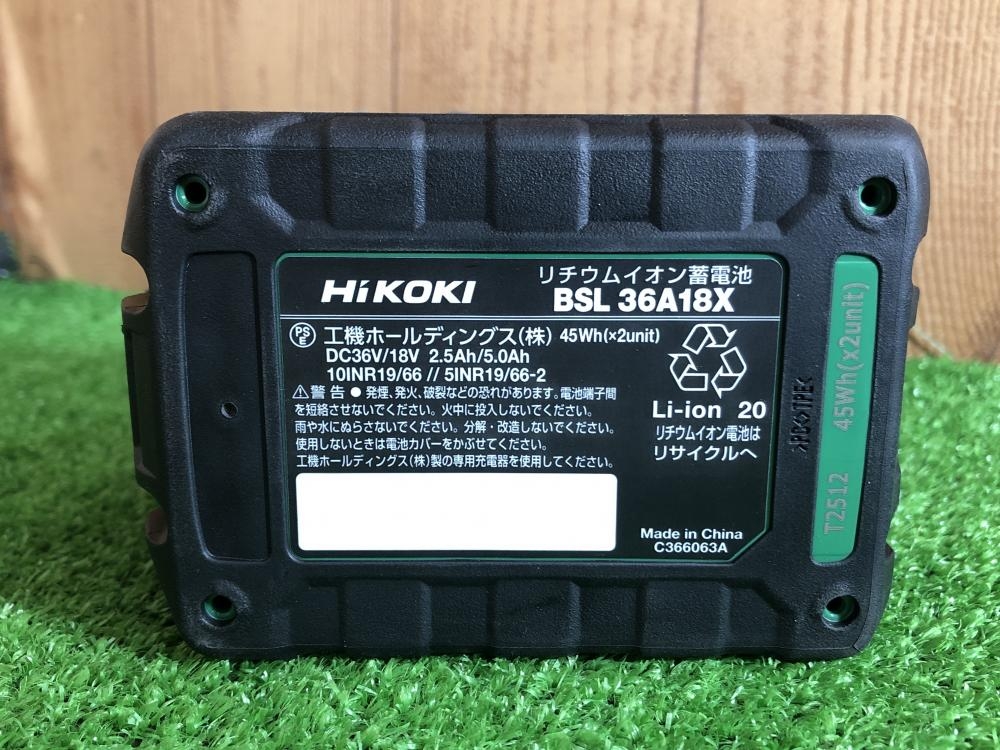 HiKOKI
リチウムイオン蓄電池
BSL 36A18X
PS
E
工機ホールディングス(株) 45Wh(×2unit)
DC36V/18V 2.5Ah/5.0Ah
10INR19/66 // 5INR19/66-2
⚠警告 ● 発煙、発火、破裂などの恐れがあります。電池端子間
を短絡させないでください。火中に投入しないでください。
雨や水にぬらさないでください。分解・改造しないでください。
使用しないときは電池カバーをかぶせてください。
工機ホールディングス(株)製の専用充電器を使用してください。
Li-ion 20
リチウムイオン電池は
リサイクルへ
Made in China
C366063A
T2512 45Wh(x2unit)